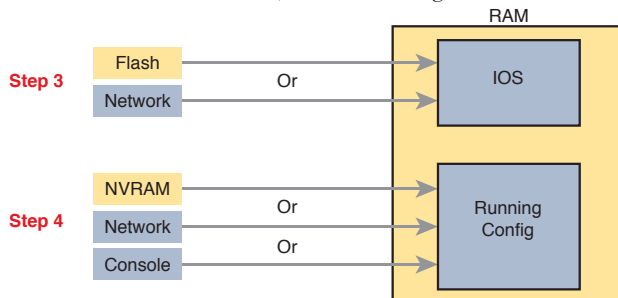 RAM
Step 3
Flash
Network
Or
IOS
Step 4
NVRAM
Network
Console
Or
Or
Running
Config